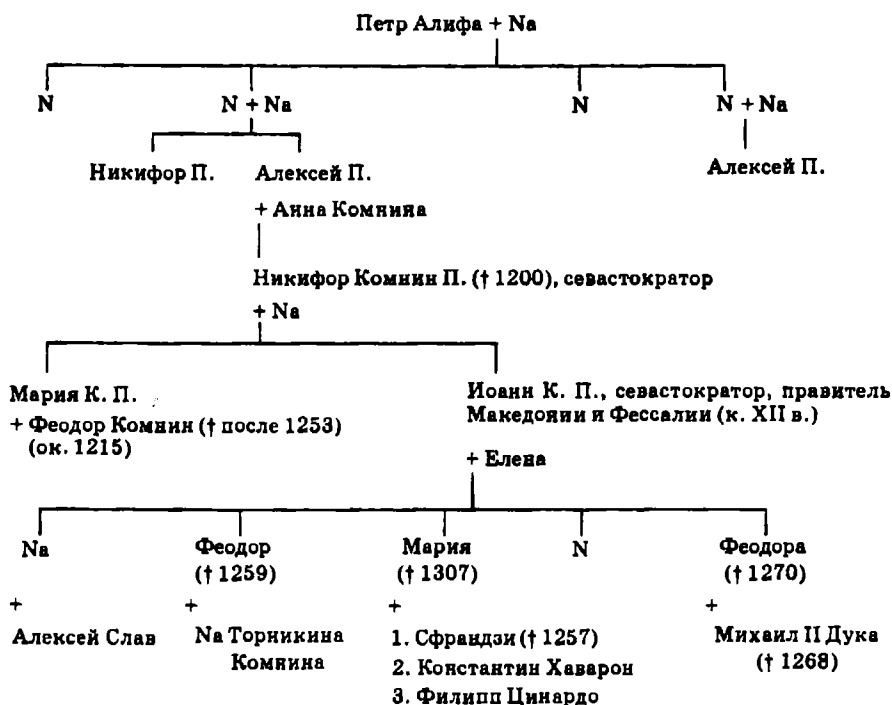 Петр Алифа + Na
N N + Na N N + Na
Никифор П. Алексей П. Алексей П.
+ Анна Комнина
Никифор Комнин П. († 1200), севастократор
+ Na
Мария К. П. Иоанн К. П., севастократор, правитель
+ Феодор Комнин († после 1253) Македонии и Фессалии (к. XII в.)
(ок. 1215)
+ Елена
Na Феодор Мария N Феодора
(† 1259) († 1307) († 1270)
+ + + +
Алексей Слав Na Торникина 1. Сфрандзи († 1257) Михаил II Дука
Комнина 2. Константин Хаварон († 1268)
3. Филипп Цинардо